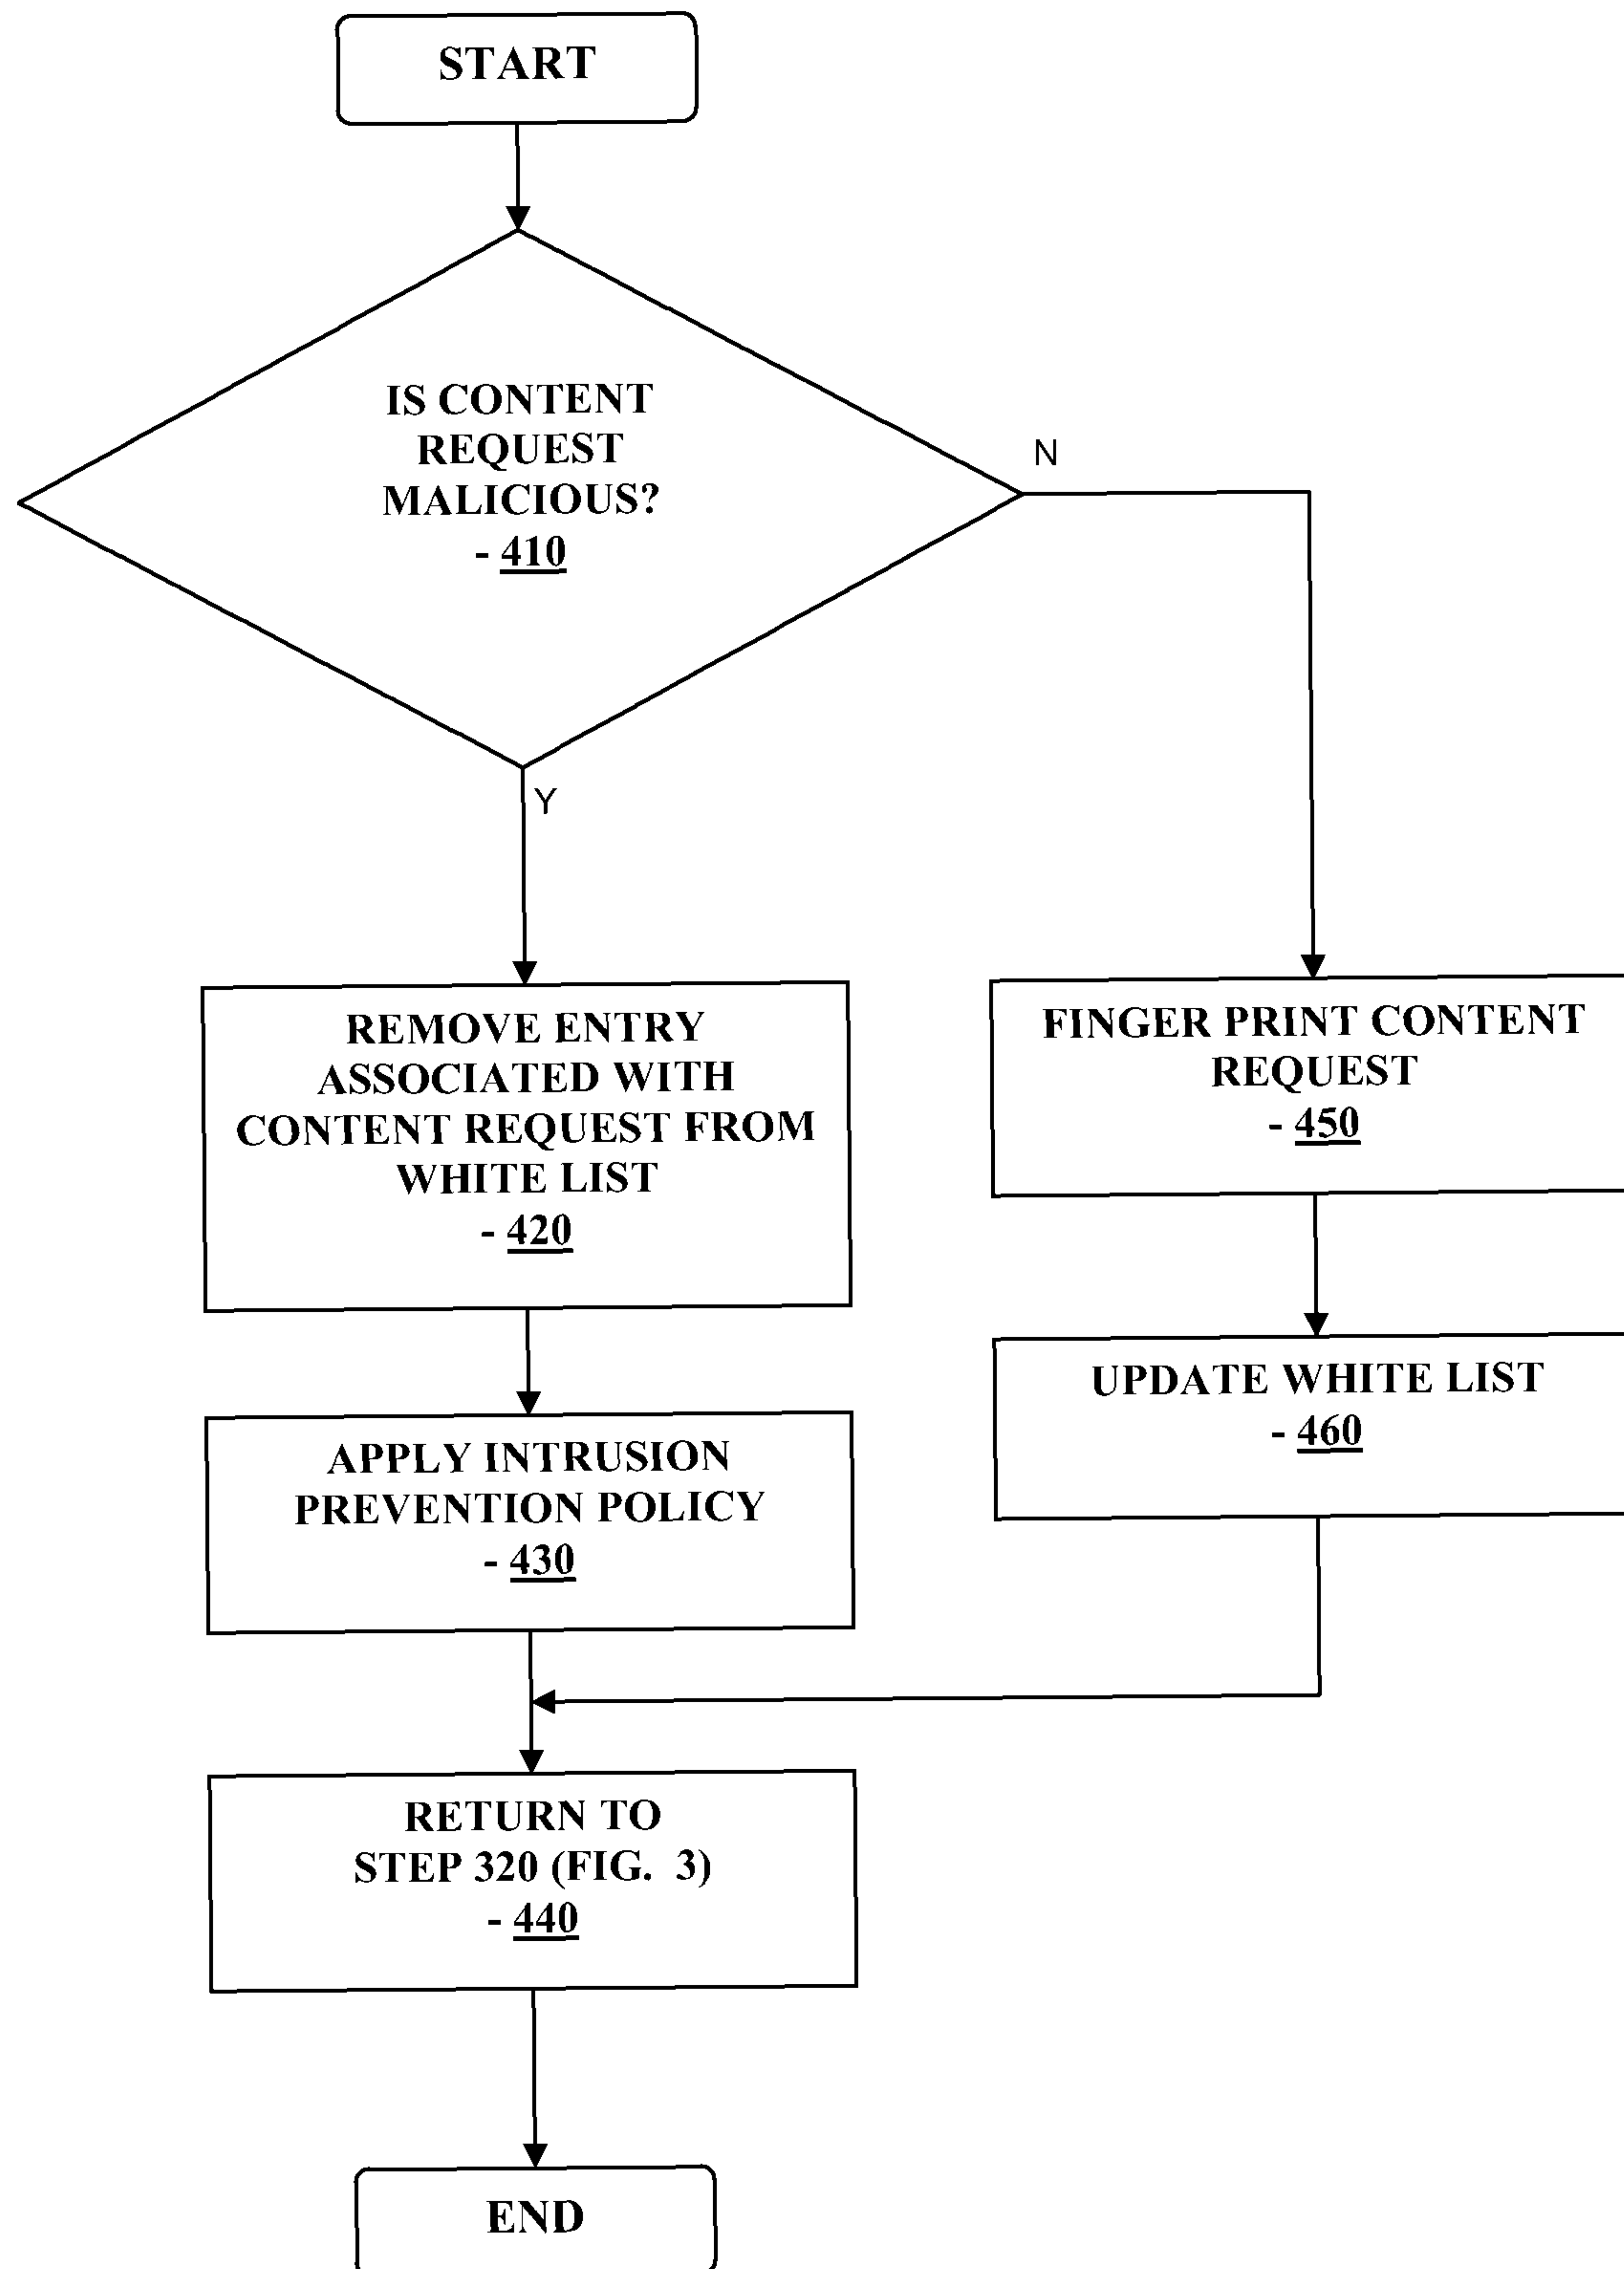 START
IS CONTENT
REQUEST
MALICIOUS?
- 410
N
Y
REMOVE ENTRY
ASSOCIATED WITH
CONTENT REQUEST FROM
WHITE LIST
- 420
FINGER PRINT CONTENT
REQUEST
- 450
UPDATE WHITE LIST
- 460
APPLY INTRUSION
PREVENTION POLICY
- 430
RETURN TO
STEP 320 (FIG. 3)
- 440
END